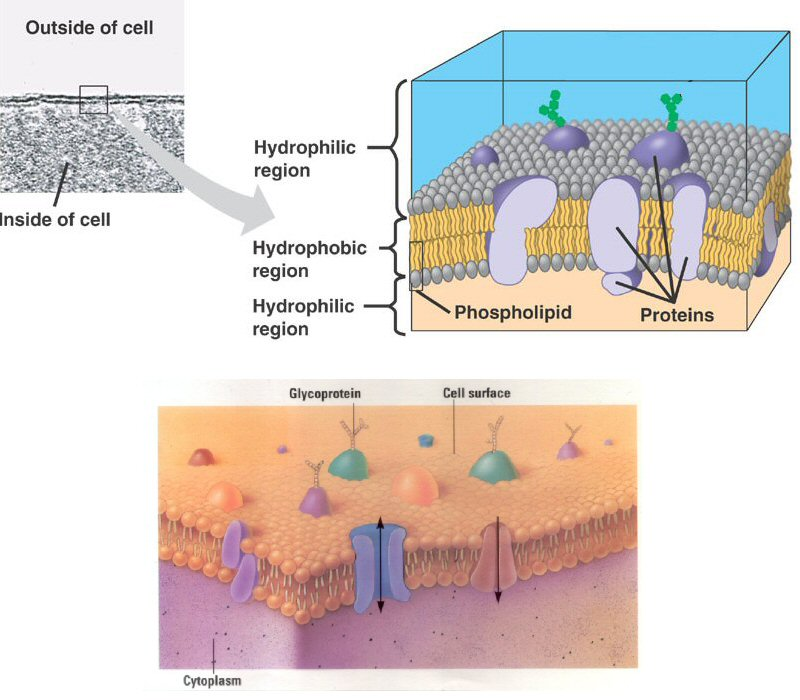 Outside of cell
Inside of cell
Hydrophilic
region
Hydrophobic
region
Hydrophilic
region
Phospholipid
Proteins
Glycoprotein
Cell surface
Cytoplasm